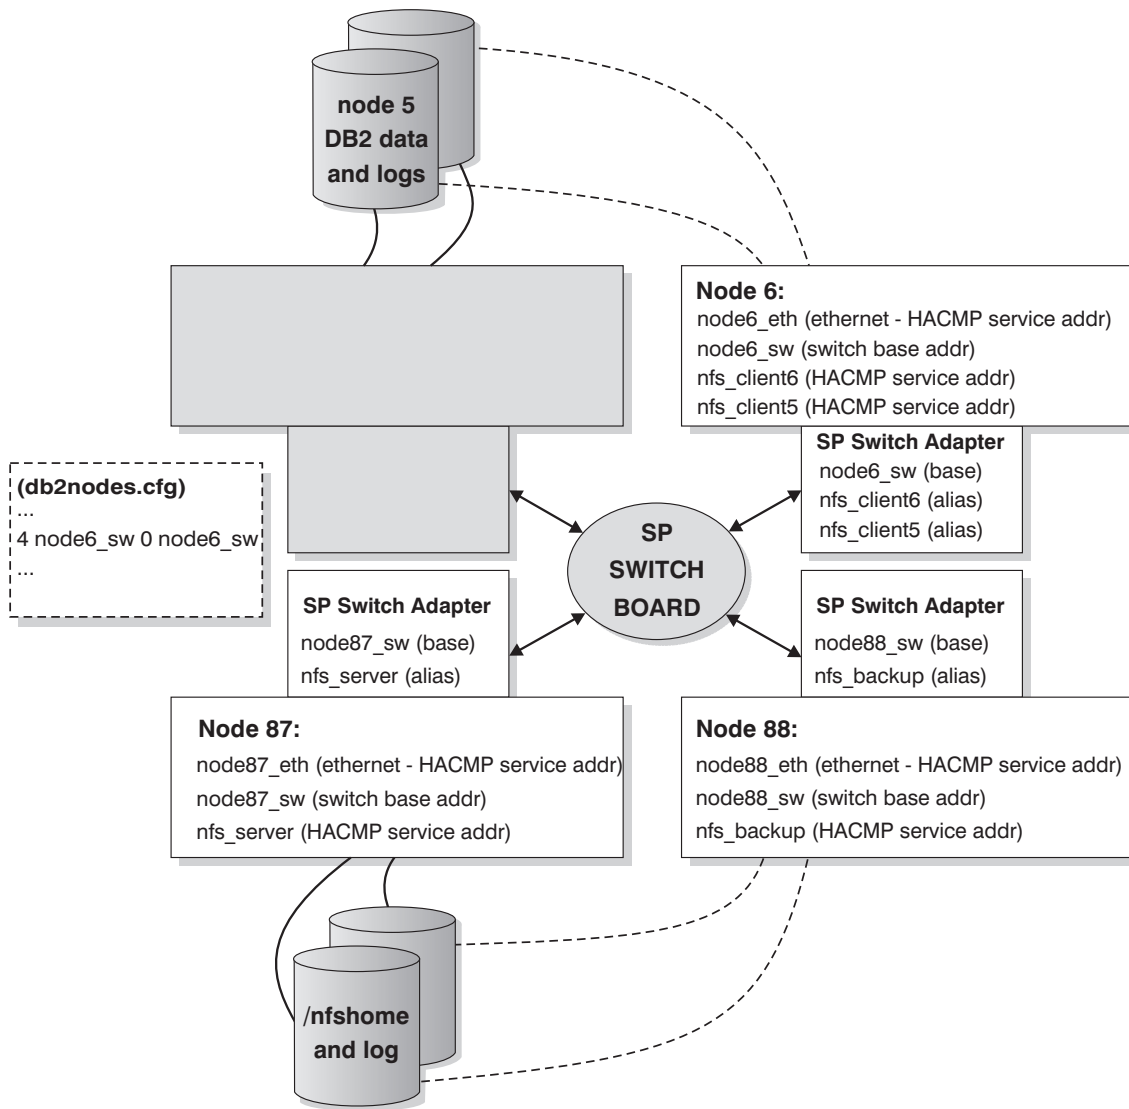 node 5
DB2 data
and logs
Node 6:
node6_eth (ethernet - HACMP service addr)
node6_sw (switch base addr)
nfs_client6 (HACMP service addr)
nfs_client5 (HACMP service addr)
SP Switch Adapter
node6_sw (base)
nfs_client6 (alias)
nfs_client5 (alias)
(db2nodes.cfg)
...
4 node6_sw 0 node6_sw
...
SP
SWITCH
BOARD
SP Switch Adapter
node87_sw (base)
nfs_server (alias)
SP Switch Adapter
node88_sw (base)
nfs_backup (alias)
Node 87:
node87_eth (ethernet - HACMP service addr)
node87_sw (switch base addr)
nfs_server (HACMP service addr)
Node 88:
node88_eth (ethernet - HACMP service addr)
node88_sw (switch base addr)
nfs_backup (HACMP service addr)
/nfshome
and log